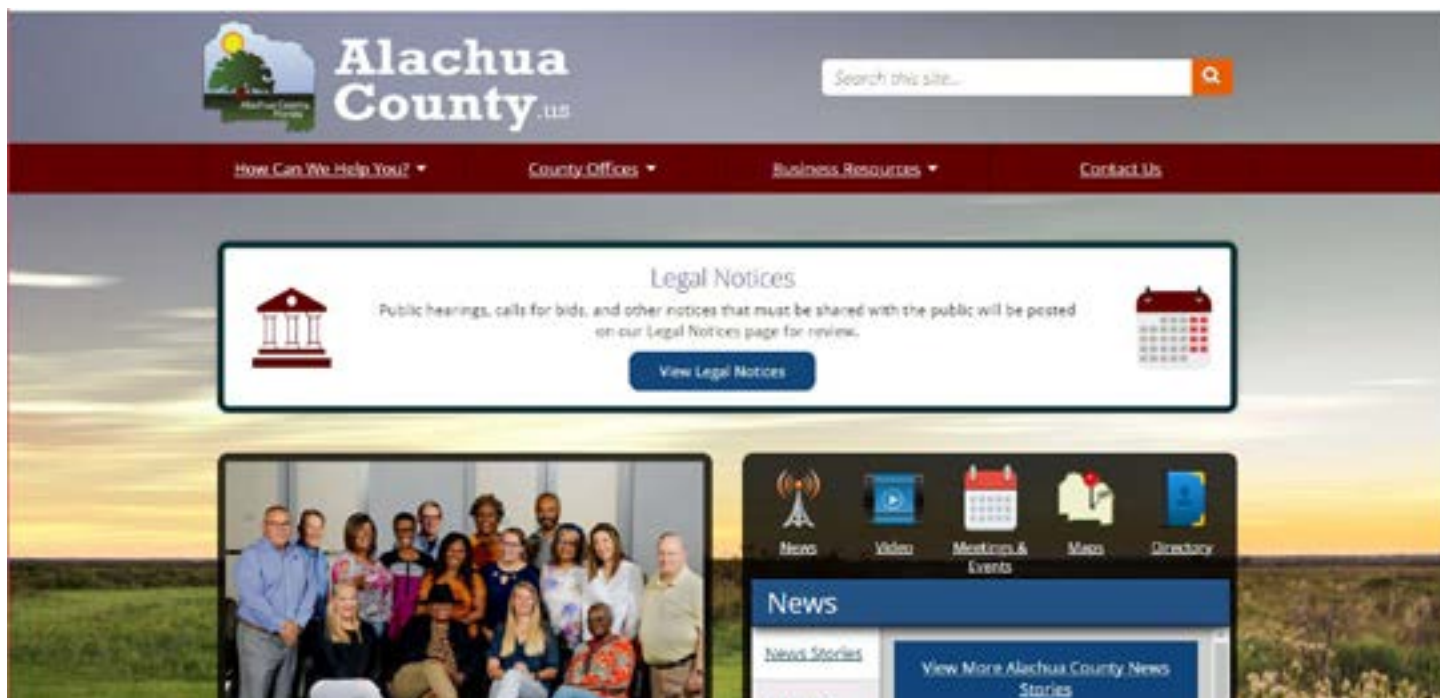 Alachua
County.us
Alachua County
Florida
Search this site...
How Can We Help You?
County Offices
Business Resources
Contact Us
Legal Notices
Public hearings, calls for bids, and other notices that must be shared with the public will be posted
on our Legal Notices page for review.
View Legal Notices
News
Video
Meetings &
Events
Maps
Directory
News
News Stories
View More Alachua County News
Stories